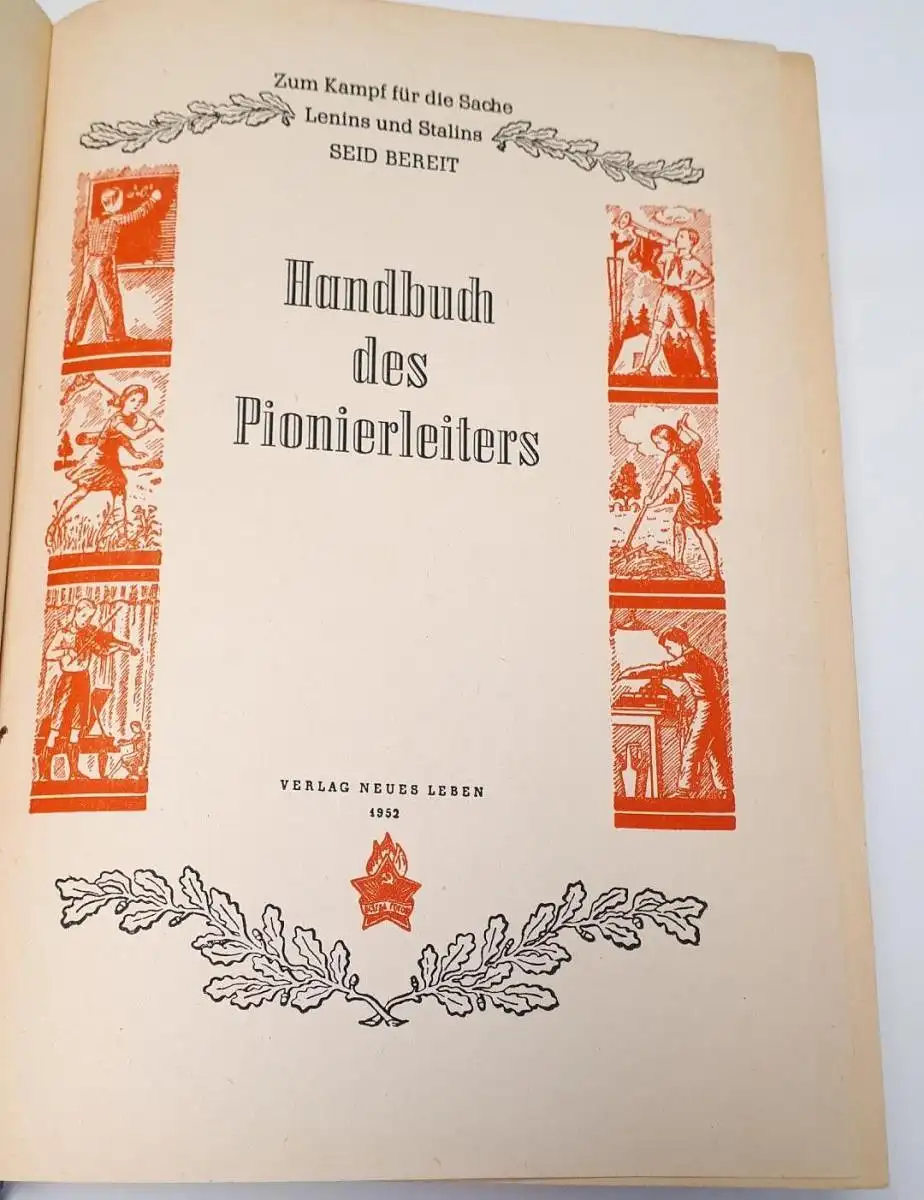 Zum Kampf für die Sache
Lenins und Stalins
SEID BEREIT
Handbuch
des
Pionierleiters
VERLAG NEUES LEBEN
1952